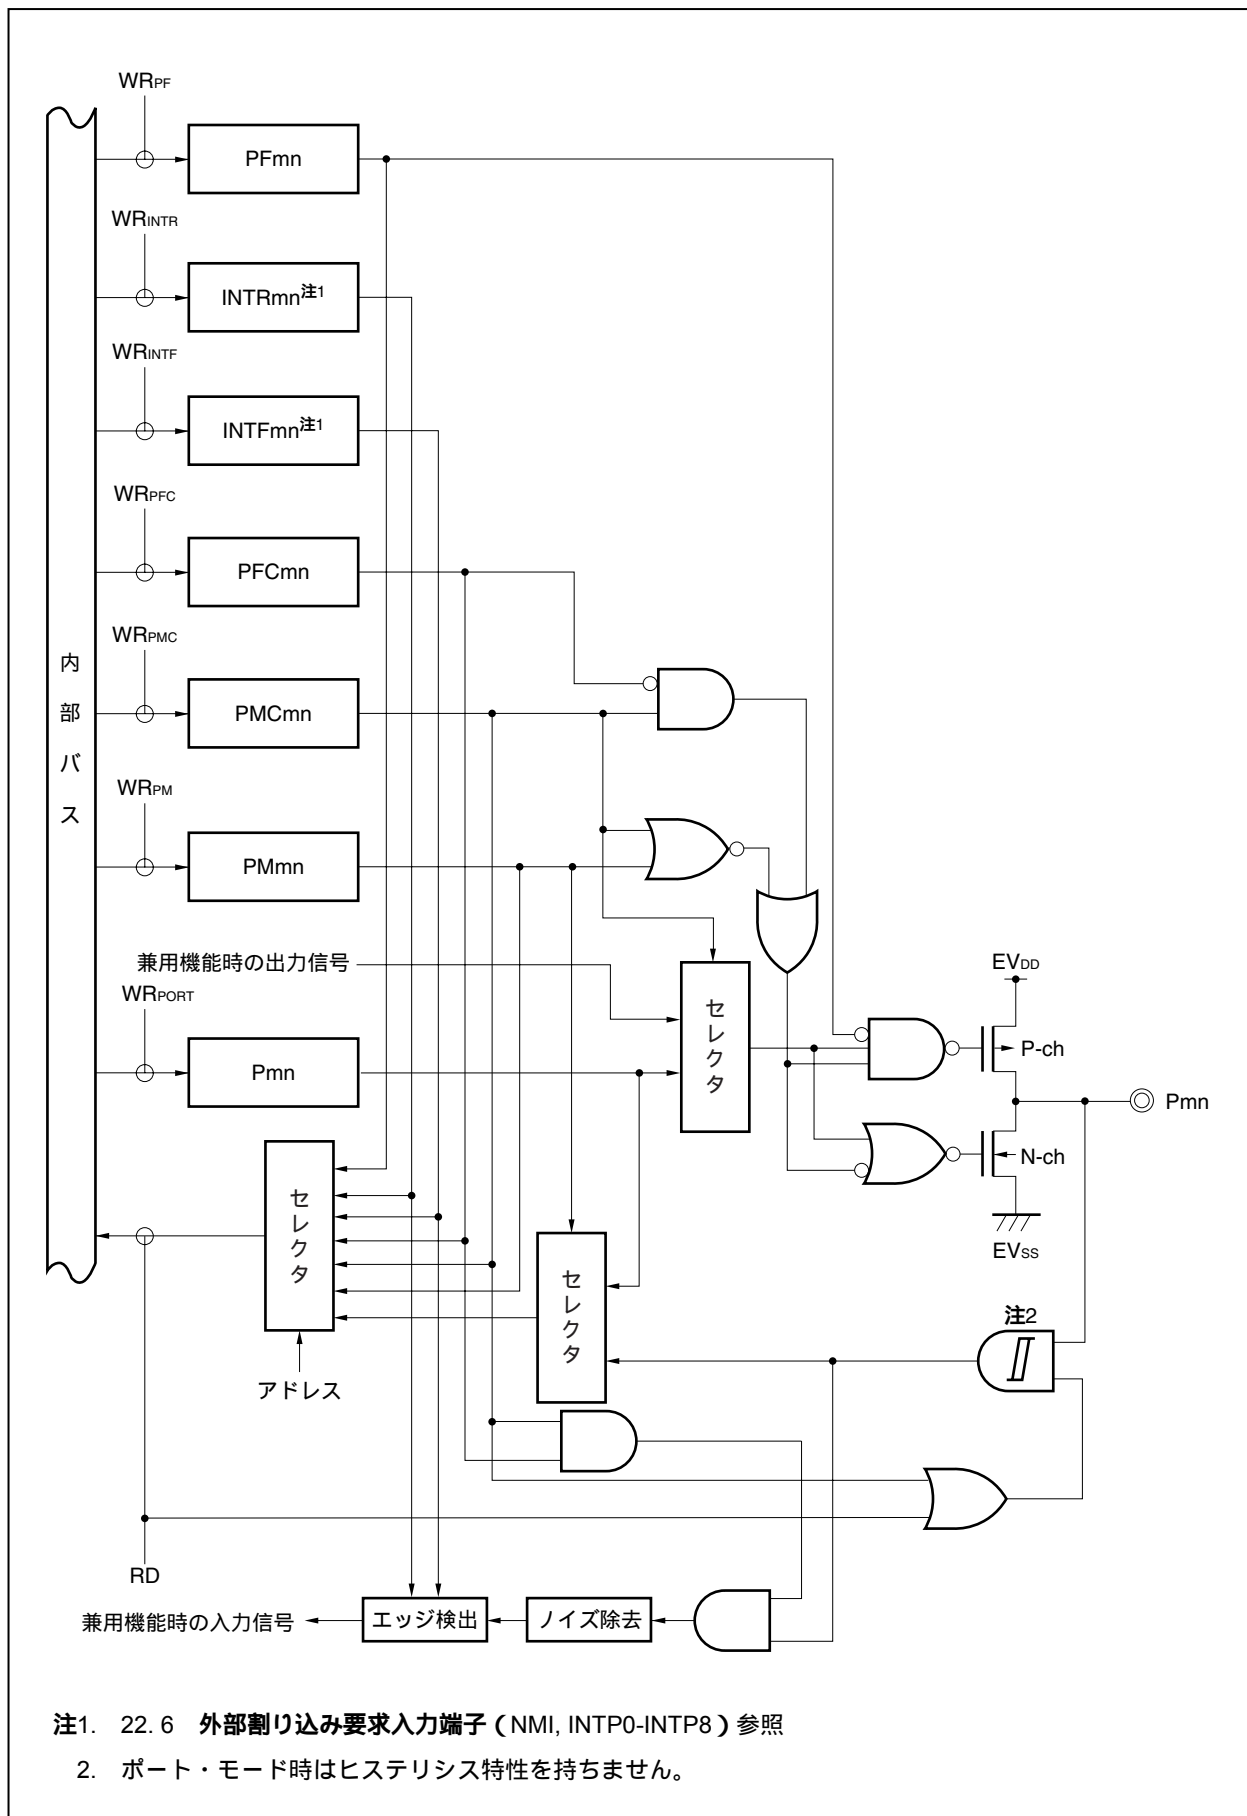 WRPF
PFmn
WRINTR
INTRmn注1
WRINTF
INTFmn注1
WRPFC
PFCmn
WRPMC
PMCmn
内部バス
WRPM
PMmn
兼用機能時の出力信号
WRPORT
Pmn
セレクタ
EVDD
P-ch
Pmn
N-ch
EVSS
セレクタ
セレクタ
アドレス
注2
RD
兼用機能時の入力信号
エッジ検出
ノイズ除去
注1. 22. 6 外部割り込み要求入力端子（NMI, INTP0-INTP8）参照
2. ポート・モード時はヒステリシス特性を持ちません。